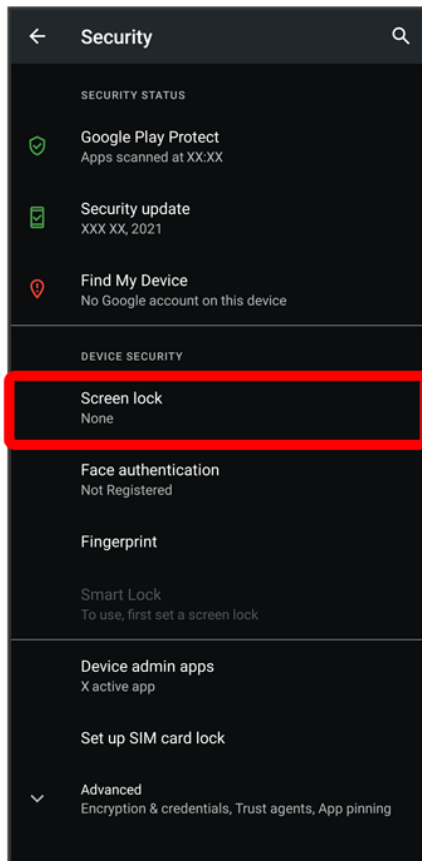 Security
SECURITY STATUS
Google Play Protect
Apps scanned at XX:XX
Security update
XXX XX, 2021
Find My Device
No Google account on this device
DEVICE SECURITY
Screen lock
None
Face authentication
Not Registered
Fingerprint
Smart Lock
To use, first set a screen lock
Device admin apps
X active app
Set up SIM card lock
Advanced
Encryption & credentials, Trust agents, App pinning